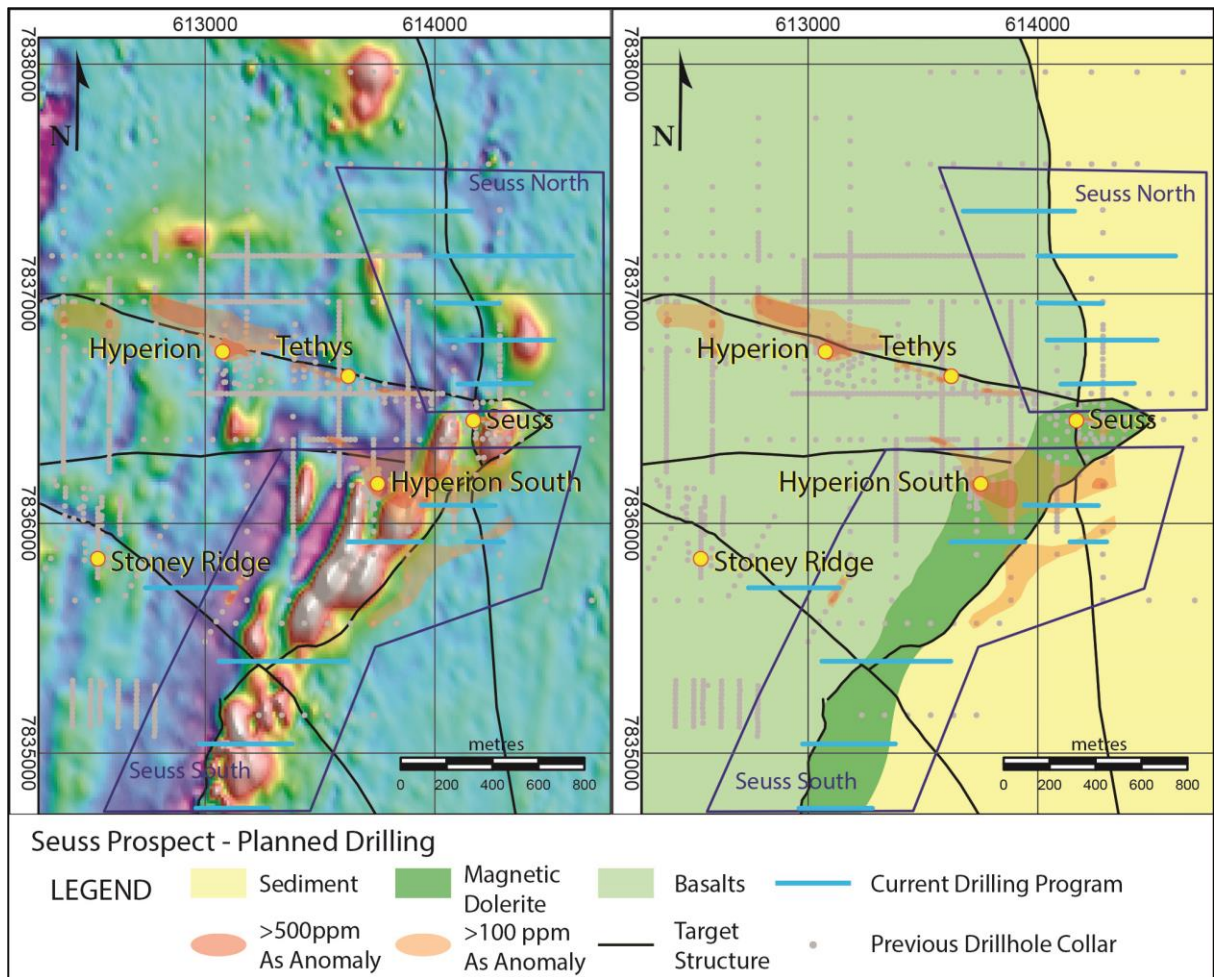 613000
614000
613000
614000
7838000
7837000
7836000
7835000
N
Seuss North
Hyperion
Tethys
Seuss
Hyperion South
Stoney Ridge
Seuss South
metres
0 200 400 600 800
7838000
7837000
7836000
7835000
N
Seuss North
Hyperion
Tethys
Seuss
Hyperion South
Stoney Ridge
Seuss South
metres
0 200 400 600 800
Seuss Prospect - Planned Drilling
LEGEND
Sediment
Magnetic
Dolerite
Basalts
Current Drilling Program
>500ppm
As Anomaly
>100 ppm
As Anomaly
Target
Structure
Previous Drillhole Collar